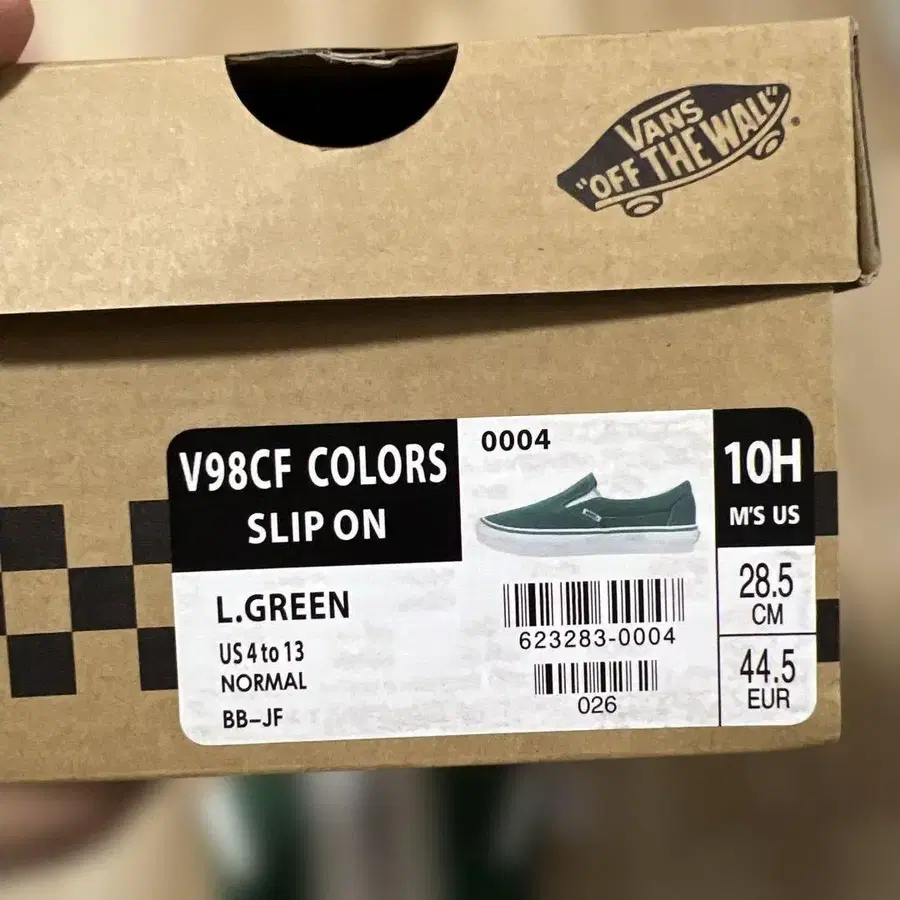 VANS
"OFF THE WALL"
V98CF COLORS
SLIP ON
0004
10H
M'S US
L.GREEN
US 4 to 13
NORMAL
BB-JF
623283-0004
026
28.5
CM
44.5
EUR